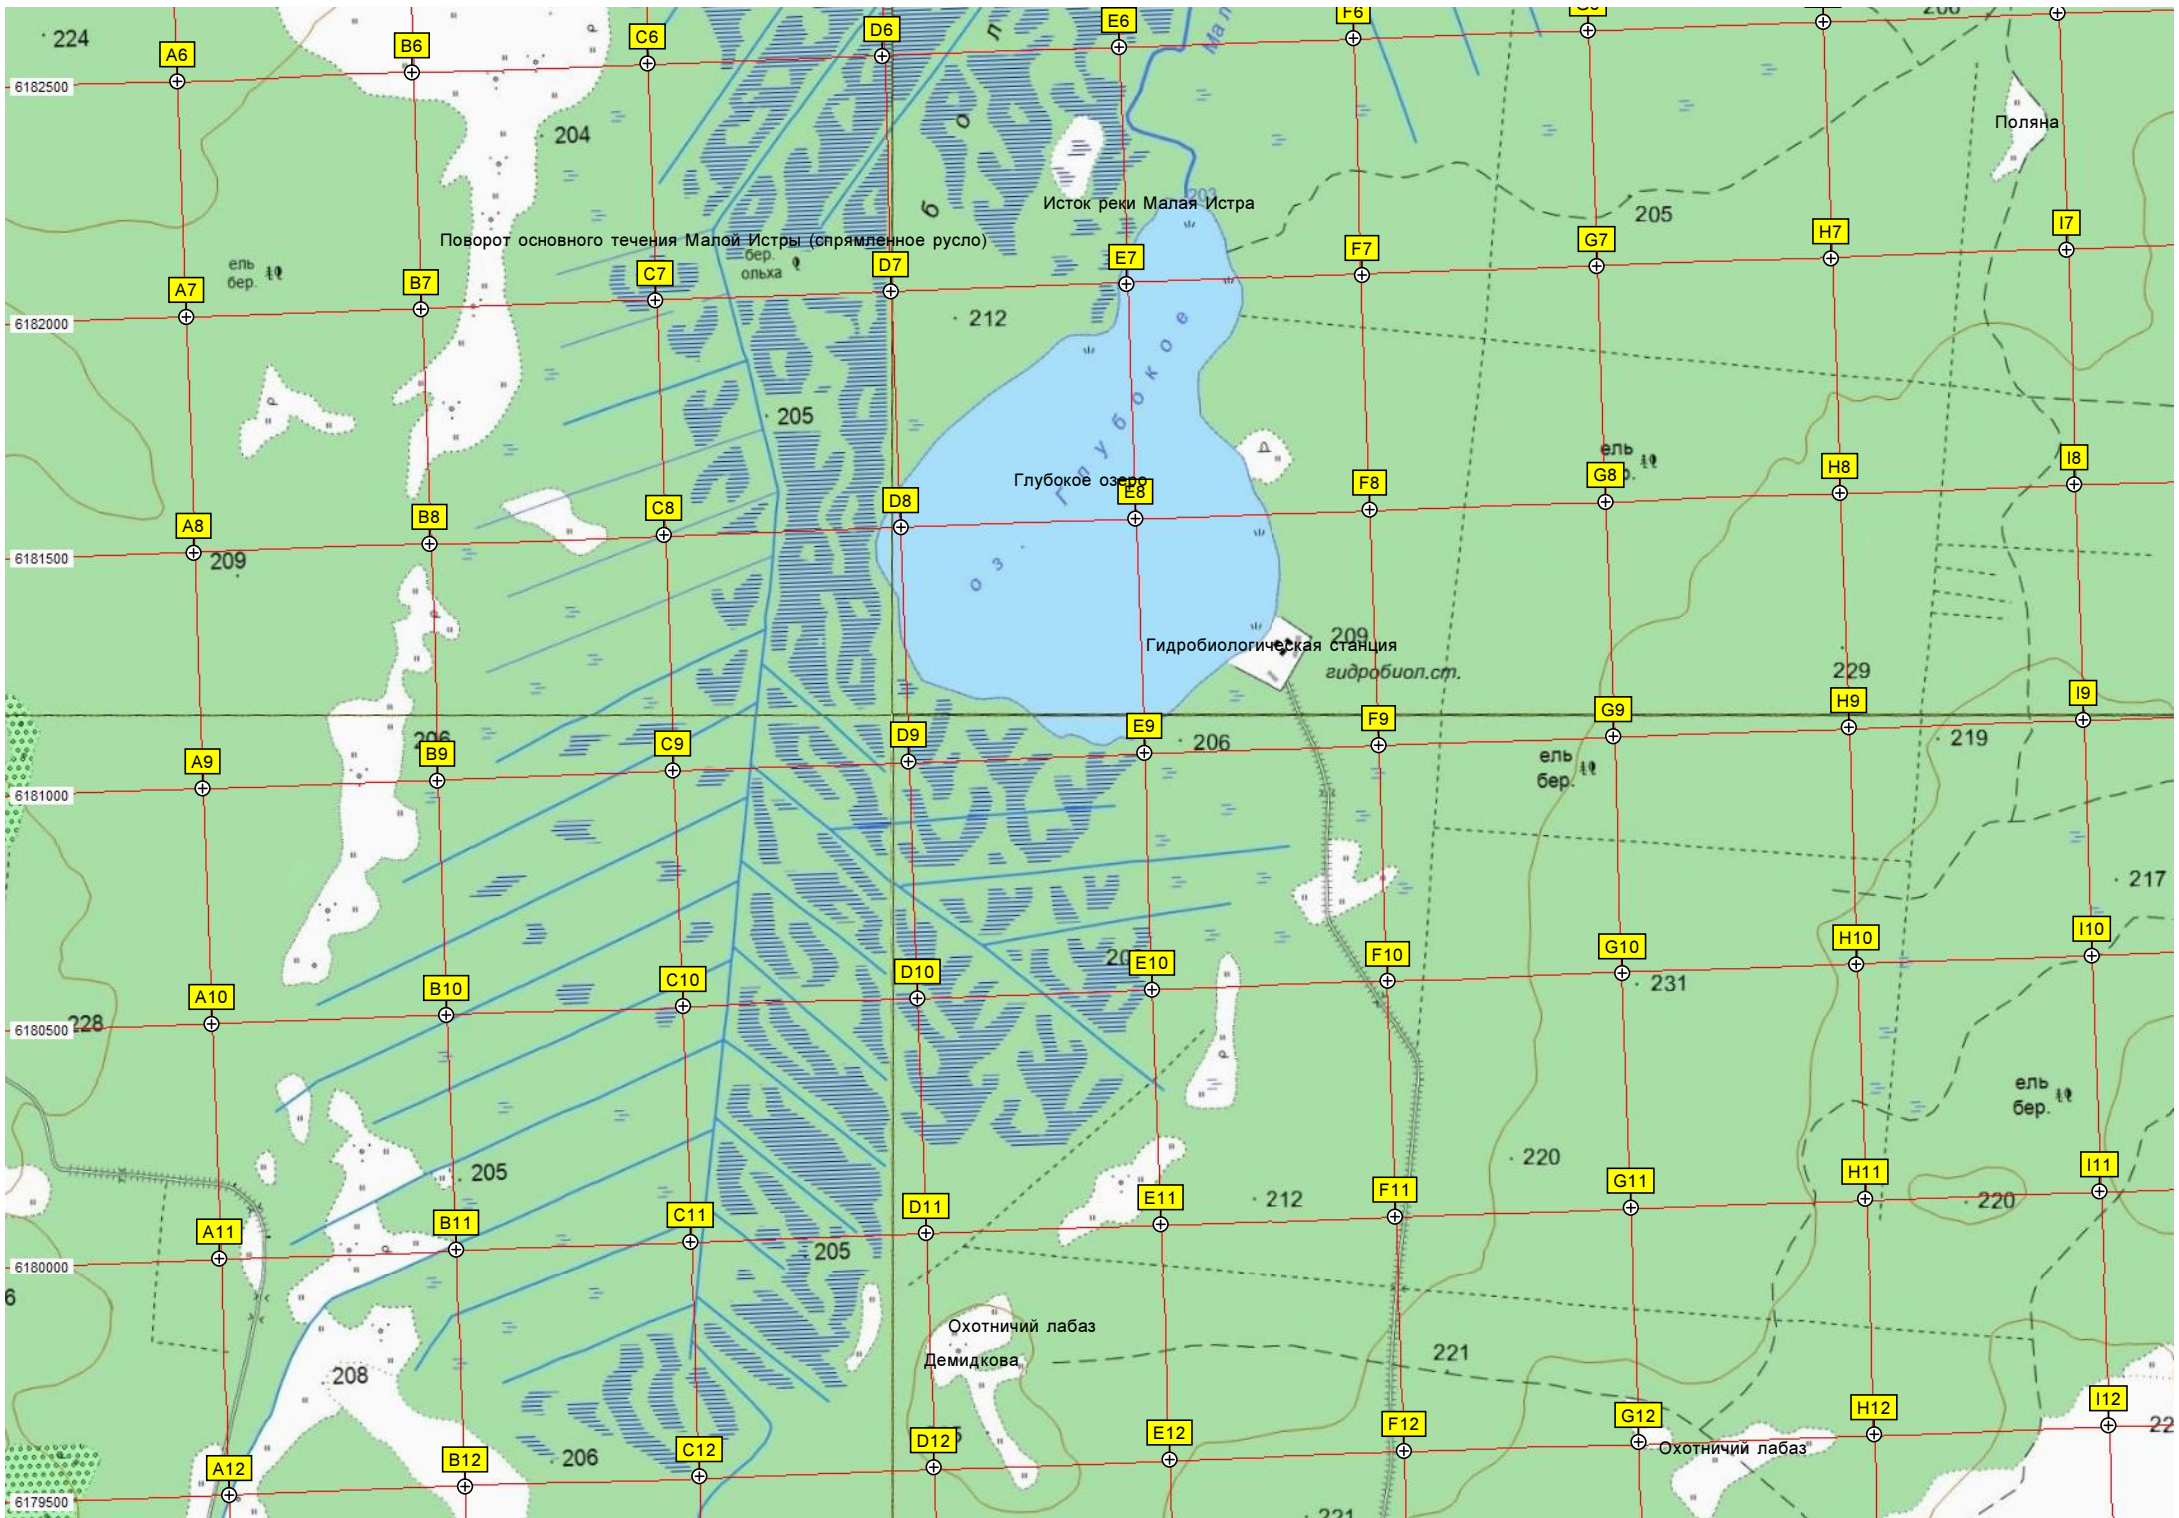 224
A6
B6
C6
D6
E6
F6
6182500
204
Поляна
Мал
б
о
л
203
Исток реки Малая Истра
205
Поворот основного течения Малой Истры (спрямленное русло)
ель
бер.
бер.
ольха
A7
B7
C7
D7
E7
F7
G7
H7
I7
6182000
212
205
оз. Глубокое
Глубокое озеро
ель
A8
B8
C8
D8
E8
F8
G8
H8
I8
6181500
209
209
Гидробиологическая станция
гидробиол.ст.
229
206
206
219
A9
B9
C9
D9
E9
F9
G9
H9
I9
ель
бер.
6181000
217
A10
B10
C10
D10
E10
F10
G10
H10
I10
228
6180500
231
ель
бер.
205
220
A11
B11
C11
D11
E11
F11
G11
H11
I11
212
220
205
6180000
6
Охотничий лабаз
Демидкова
221
208
A12
B12
C12
D12
E12
F12
G12
H12
I12
206
Охотничий лабаз
6179500